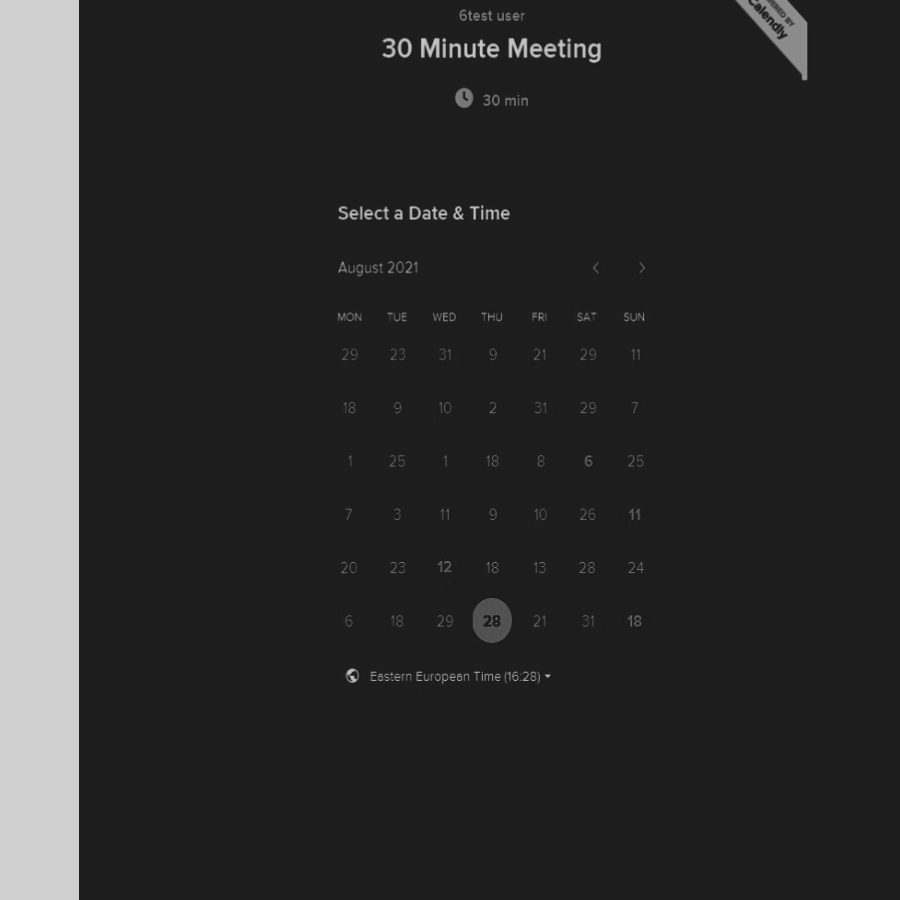 6test user
30 Minute Meeting
30 min
Calendly
Select a Date & Time
August 2021
MON TUE WED THU FRI SAT SUN
29 23 31 9 21 29 11
18 9 10 2 31 29 7
1 25 1 18 8 6 25
7 3 11 9 10 26 11
20 23 12 18 13 28 24
6 18 29 28 21 31 18
Eastern European Time (16:28)